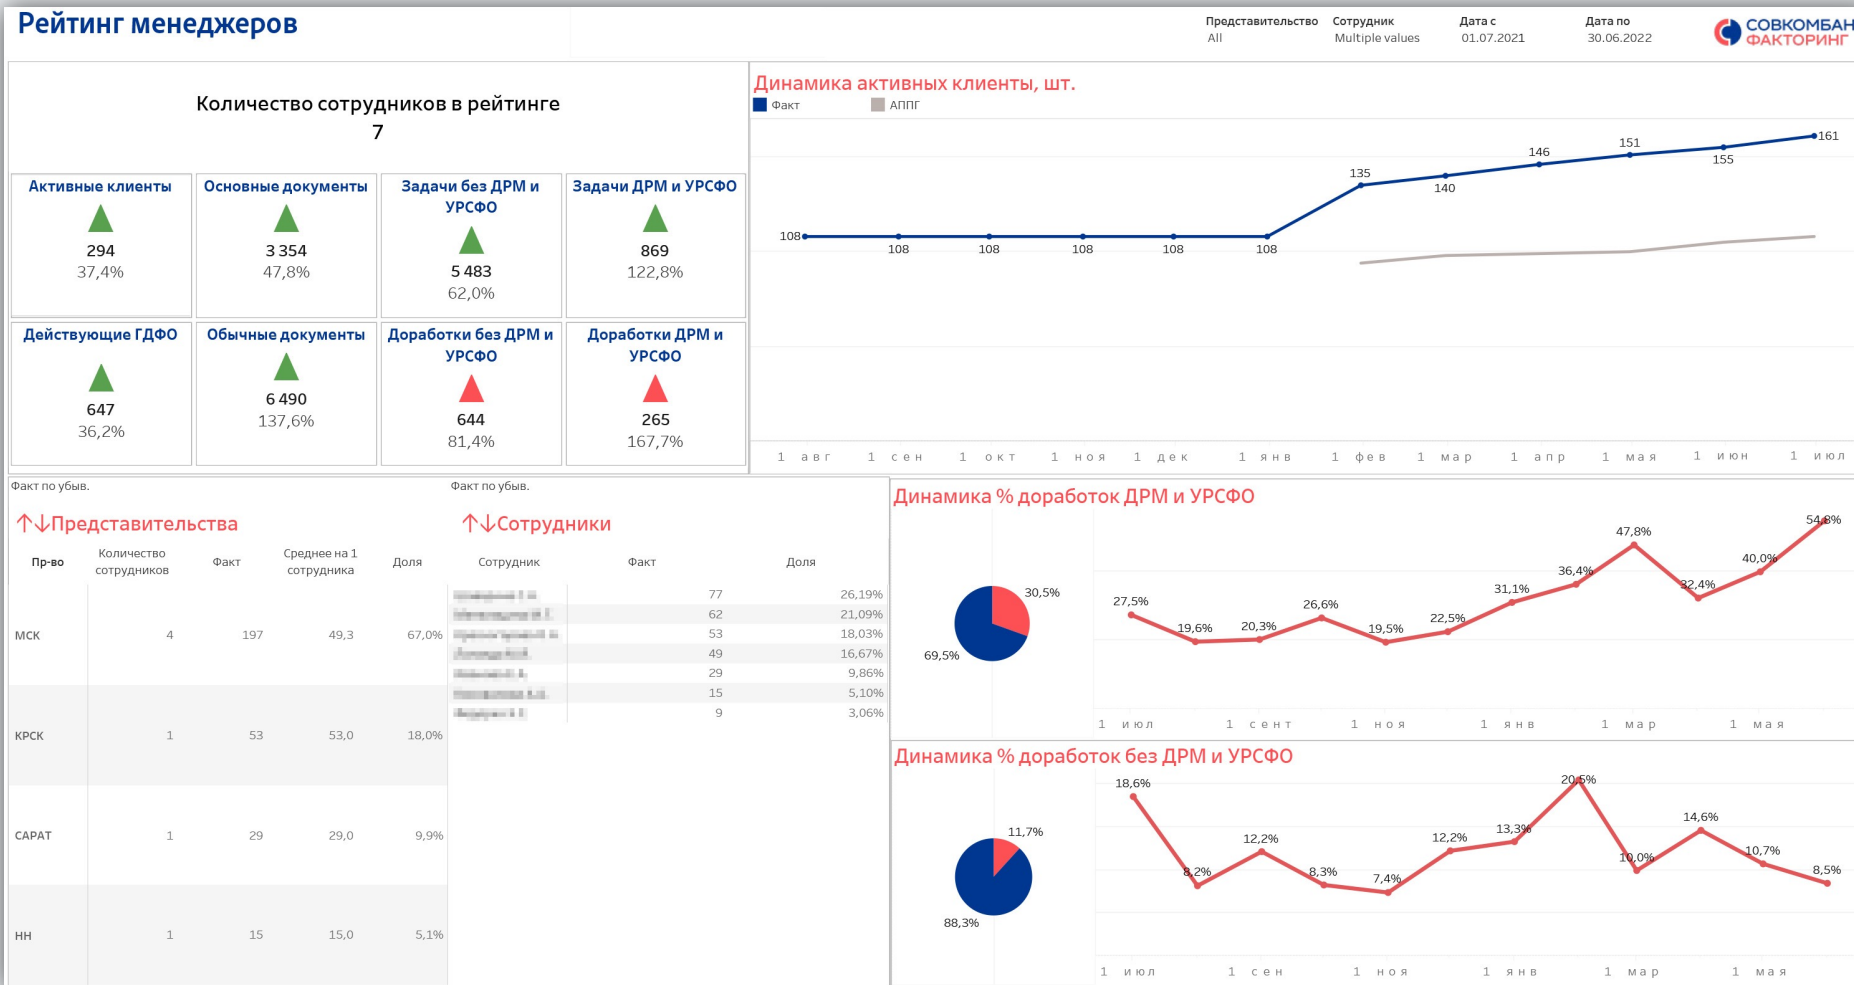 Рейтинг менеджеров
Представительство
All
Сотрудник
Multiple values
Дата с
01.07.2021
Дата по
30.06.2022
СОВКОМБАН
ФАКТОРИНГ
Количество сотрудников в рейтинге
7
Активные клиенты
294
37,4%
Основные документы
3 354
47,8%
Задачи без ДРМ и
УРСФО
5 483
62,0%
Задачи ДРМ и УРСФО
869
122,8%
Действующие ГДФО
647
36,2%
Обычные документы
6 490
137,6%
Доработки без ДРМ и
УРСФО
644
81,4%
Доработки ДРМ и
УРСФО
265
167,7%
Динамика активных клиенты, шт.
Факт АППГ
108 108 108 108 108 108 135 140 146 151 155 161
1 авг 1 сен 1 окт 1 ноя 1 дек 1 янв 1 фев 1 мар 1 апр 1 мая 1 июн 1 июл
Факт по убыв.
↑↓Представительства
Пр-во Количество сотрудников Факт Среднее на 1 сотрудника Доля
МСК 4 197 49,3 67,0%
КРСК 1 53 53,0 18,0%
САРАТ 1 29 29,0 9,9%
НН 1 15 15,0 5,1%
Факт по убыв.
↑↓Сотрудники
Сотрудник Факт Доля
77 26,19%
62 21,09%
53 18,03%
49 16,67%
29 9,86%
15 5,10%
9 3,06%
Динамика % доработок ДРМ и УРСФО
30,5%
69,5%
27,5% 19,6% 20,3% 26,6% 19,5% 22,5% 31,1% 36,4% 47,8% 32,4% 40,0% 54,8%
1 июл 1 сент 1 ноя 1 янв 1 мар 1 мая
Динамика % доработок без ДРМ и УРСФО
11,7%
88,3%
18,6% 8,2% 12,2% 8,3% 7,4% 12,2% 13,3% 20,5% 10,0% 14,6% 10,7% 8,5%
1 июл 1 сен 1 ноя 1 янв 1 мар 1 мая